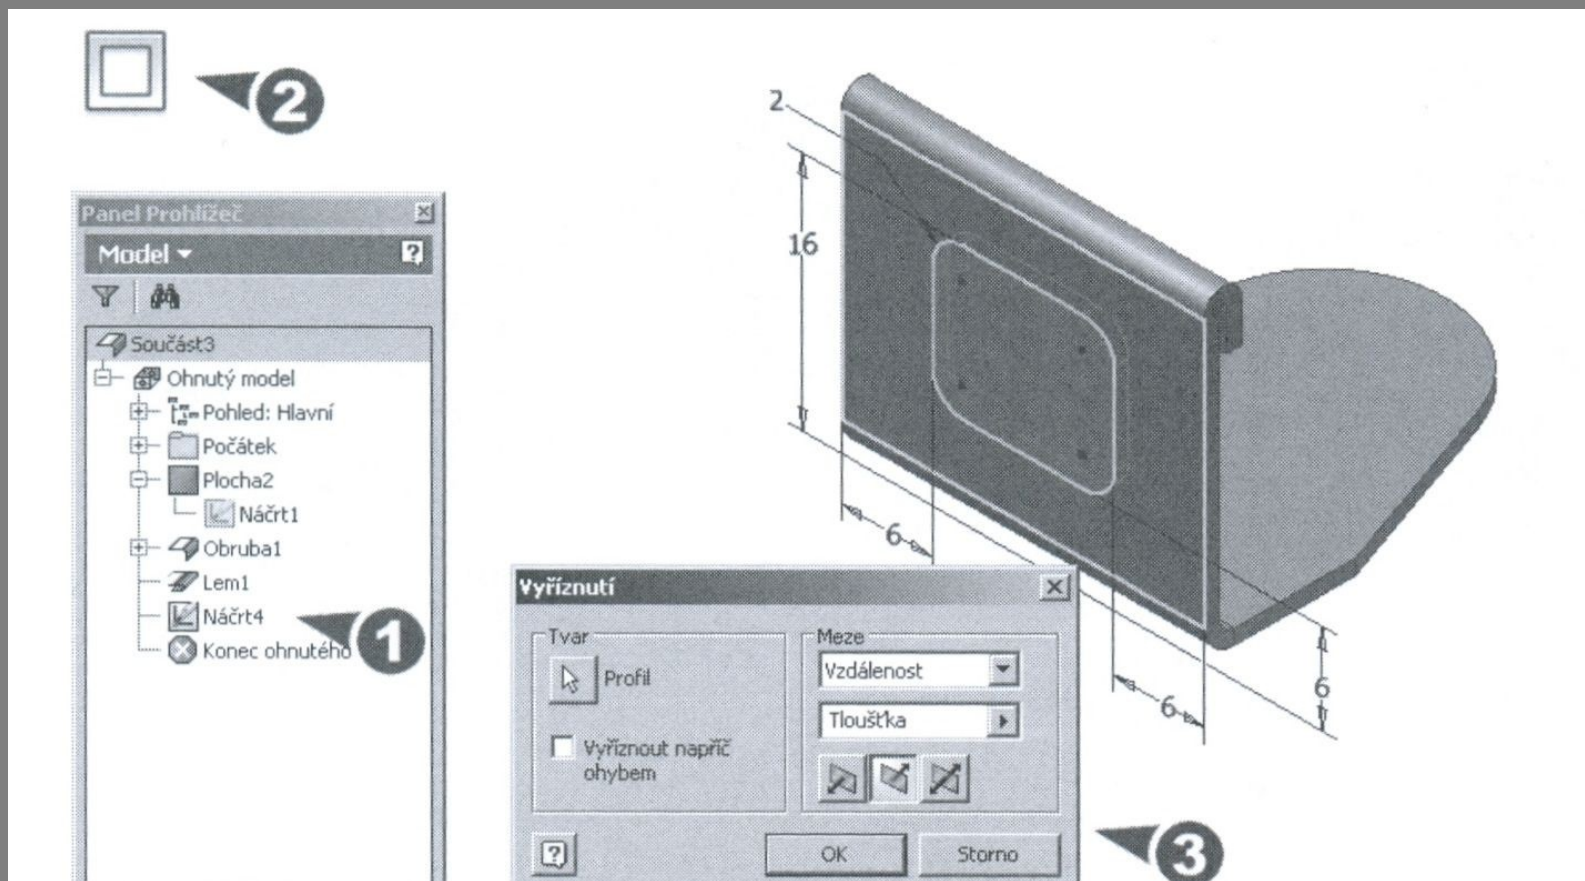 2
Panel Prohlížeč
Model
Součást3
Ohnutý model
Pohled: Hlavní
Počátek
Plocha2
Náčrt1
Obruba1
Lem1
Náčrt4
Konec ohnutého
1
2
16
6
6
6
Vyříznutí
Tvar
Profil
Vyříznout napříč
ohybem
Meze
Vzdálenost
Tloušťka
OK
Storno
3